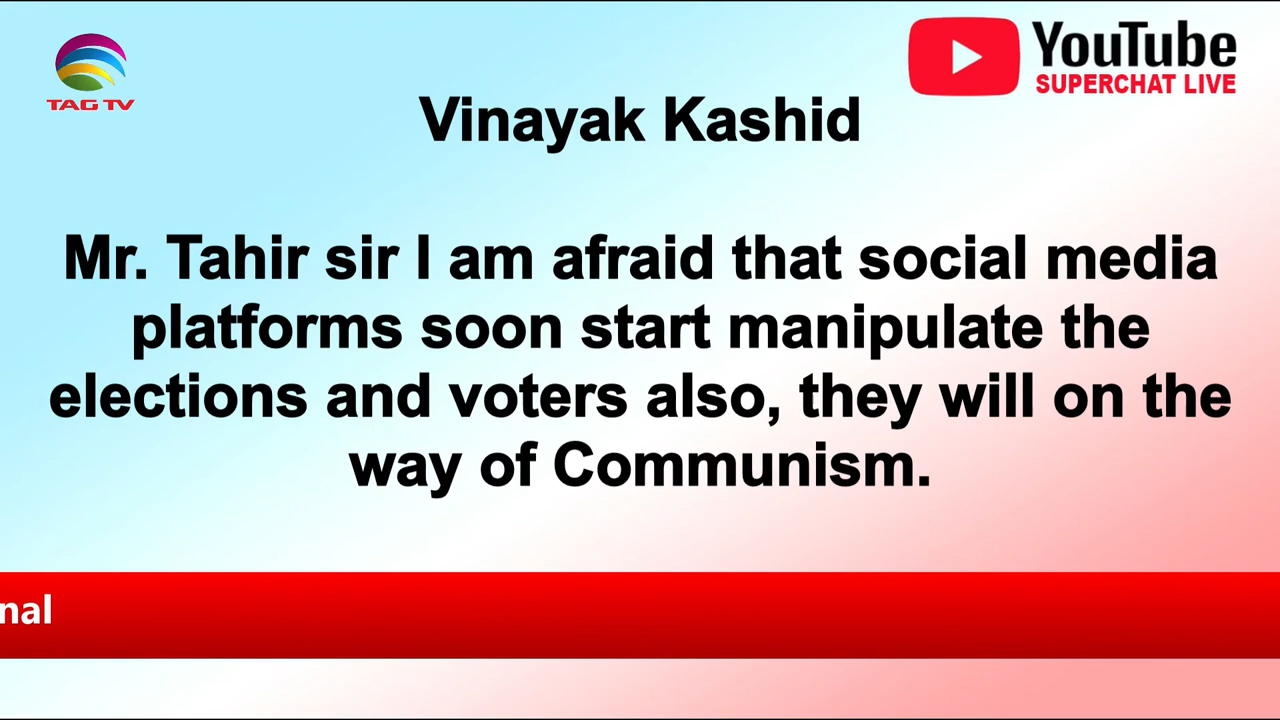 TAG TV
YouTube
SUPERCHAT LIVE
Vinayak Kashid
Mr. Tahir sir I am afraid that social media
platforms soon start manipulate the
elections and voters also, they will on the
way of Communism.
nal